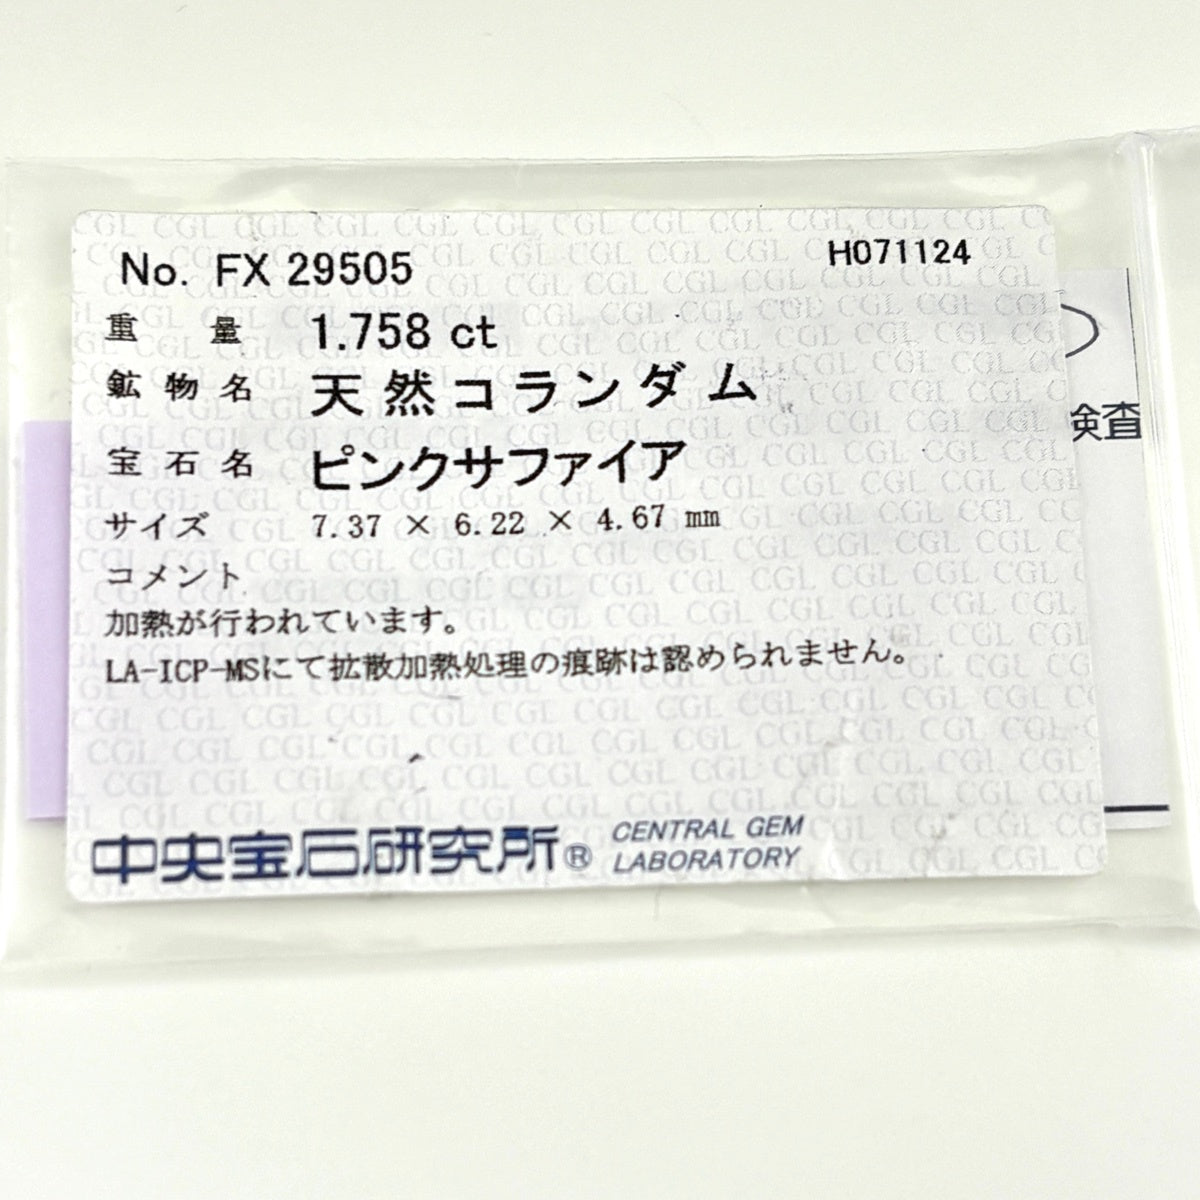 No. FX 29505
H071124
重 量 1.758 ct
鉱物名 天然コランダム
宝石名 ピンクサファイア
サイズ 7.37 × 6.22 × 4.67 mm
コメント
加熱が行われています。
LA-ICP-MSにて拡散加熱処理の痕跡は認められません。
中央宝石研究所® CENTRAL GEM
LABORATORY
検査